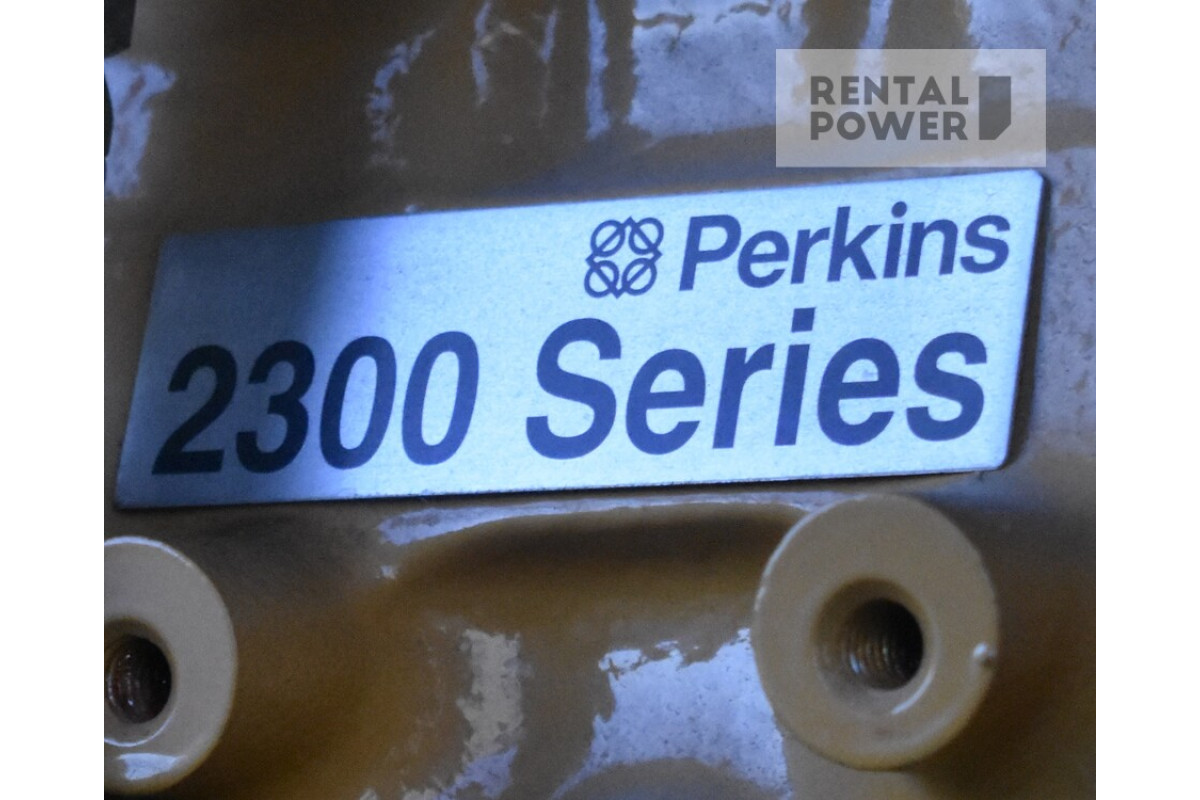 RENTAL
POWER
Perkins
2300 Series